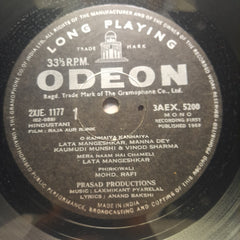 LONG PLAYING
TRADE MARK
33⅓ R.P.M.
ODEON
Regd. Trade Mark of The Gramophone Co., Ltd.
2XJE 1177
3AEX. 5200
HINDUSTANI
MONO
FILM : RAJA AUR RUNK
RECORDING FIRST
PUBLISHED 1968
O KANHAIYA KANHAIYA
LATA MANGESHKAR, MANNA DEY
KAUMUDI MUNSHI & VINOD SHARMA
MERA NAAM HAI CHAMELI
LATA MANGESHKAR
PHIRKIWALI
MOHD. RAFI
PRASAD PRODUCTIONS
MUSIC : LAXMIKANT PYARELAL
LYRICS : ANAND BAKSHI
MADE IN INDIA